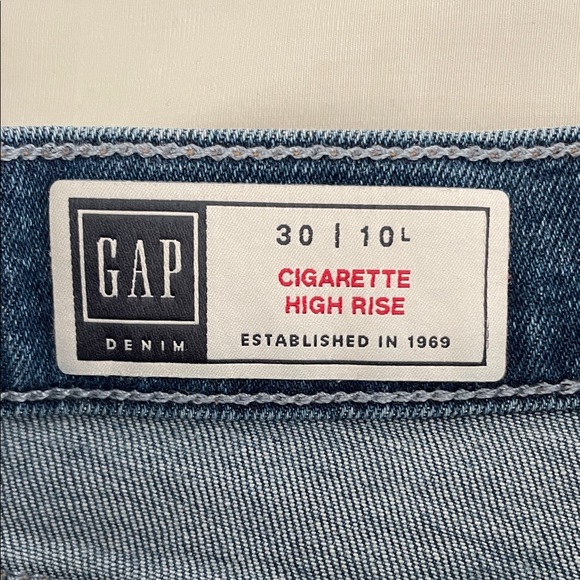 GAP
DENIM
30 | 10L
CIGARETTE
HIGH RISE
ESTABLISHED IN 1969